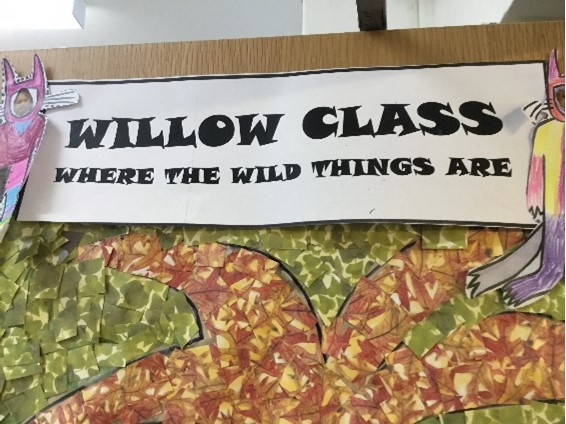 WILLOW CLASS
WHERE THE WILD THINGS ARE